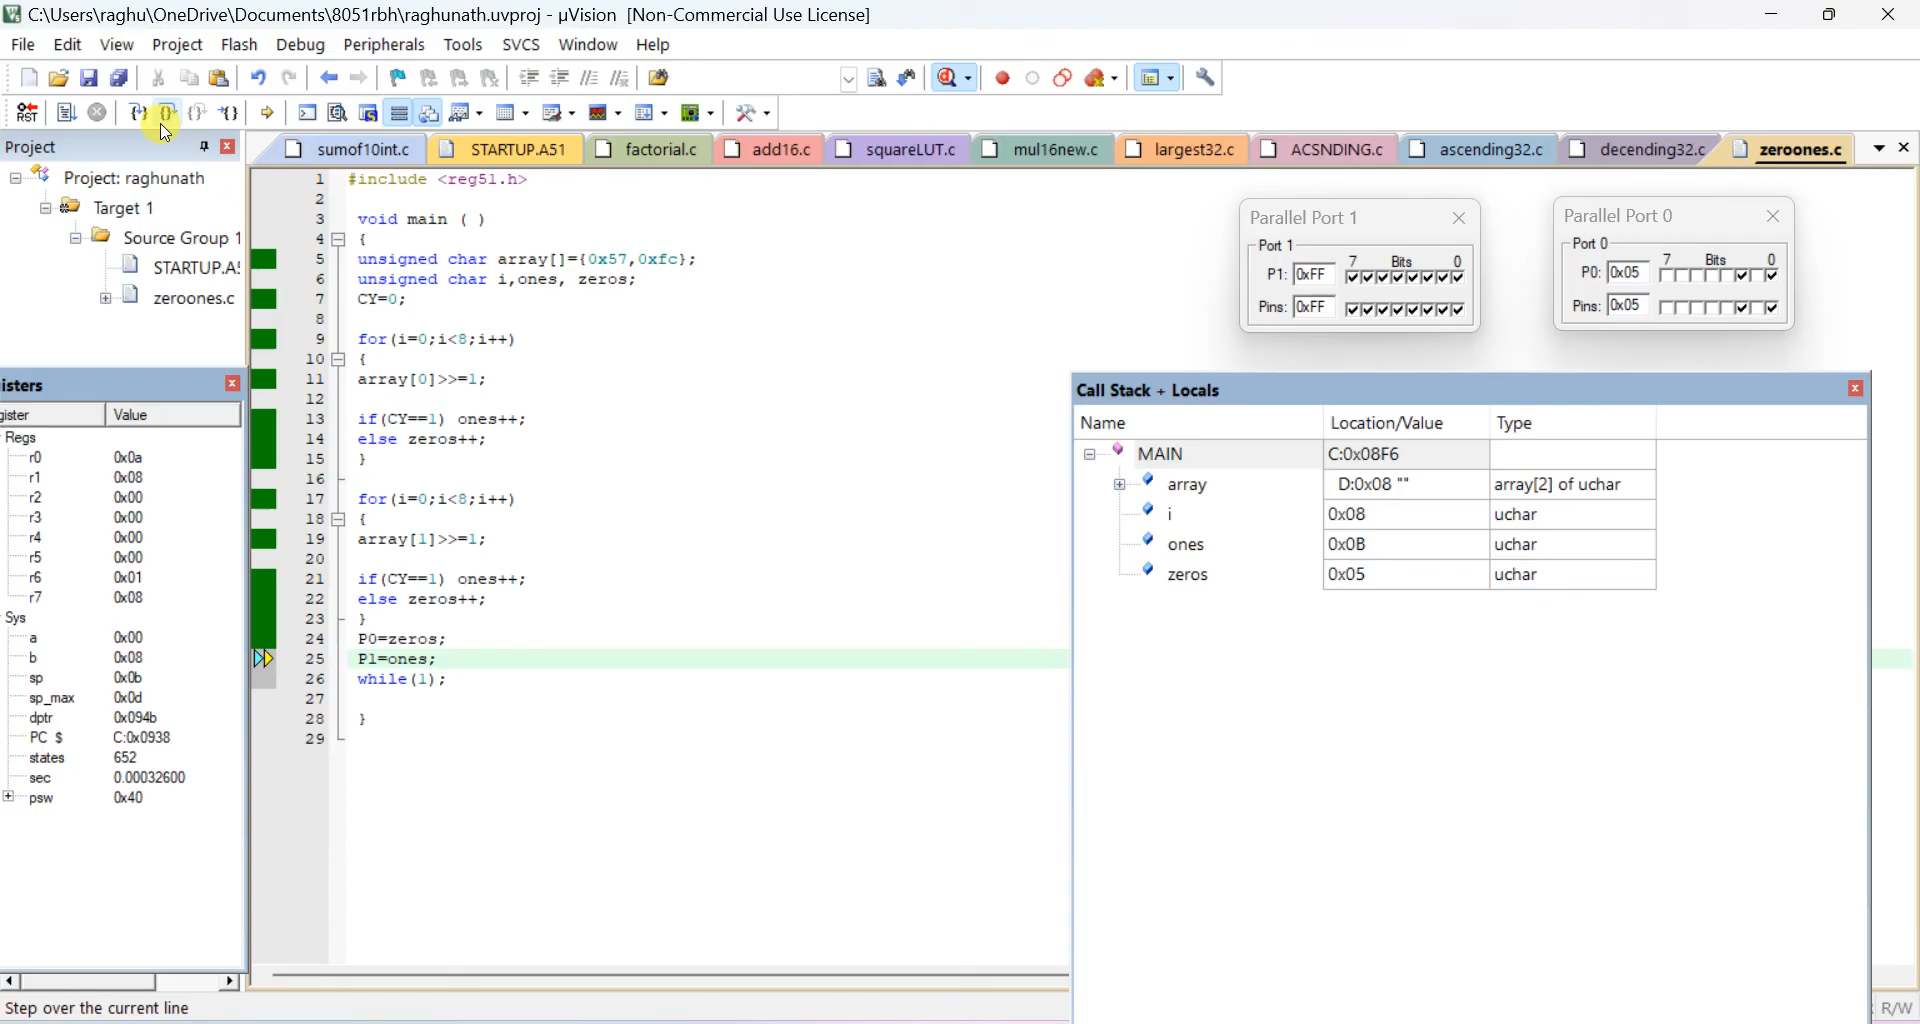 C:\Users\raghu\OneDrive\Documents\8051rbh\raghunath.uvproj - µVision [Non-Commercial Use License]
File Edit View Project Flash Debug Peripherals Tools SVCS Window Help
RST
Project
Project: raghunath
Target 1
Source Group 1
STARTUP.A5
zeroones.c
isters
gister Value
Regs
r0 0x0a
r1 0x08
r2 0x00
r3 0x00
r4 0x00
r5 0x00
r6 0x01
r7 0x08
Sys
a 0x00
b 0x08
sp 0x0b
sp_max 0x0d
dptr 0x094b
PC $ C:0x0938
states 652
sec 0.00032600
psw 0x40
sumof10int.c STARTUP.A51 factorial.c add16.c squareLUT.c mul16new.c largest32.c ACSNDING.c ascending32.c decending32.c zeroones.c
1 #include <reg51.h>
2
3 void main ( )
4 {
5 unsigned char array[]={0x57,0xfc};
6 unsigned char i,ones, zeros;
7 CY=0;
8
9 for(i=0;i<8;i++)
10 {
11 array[0]>>=1;
12
13 if(CY==1) ones++;
14 else zeros++;
15 }
16
17 for(i=0;i<8;i++)
18 {
19 array[1]>>=1;
20
21 if(CY==1) ones++;
22 else zeros++;
23 }
24 P0=zeros;
25 P1=ones;
26 while(1);
27
28 }
29
Parallel Port 1
Port 1
7 Bits 0
P1: 0xFF
Pins: 0xFF
Parallel Port 0
Port 0
7 Bits 0
P0: 0x05
Pins: 0x05
Call Stack + Locals
Name Location/Value Type
MAIN C:0x08F6
array D:0x08 "" array[2] of uchar
i 0x08 uchar
ones 0x0B uchar
zeros 0x05 uchar
Step over the current line
R/W